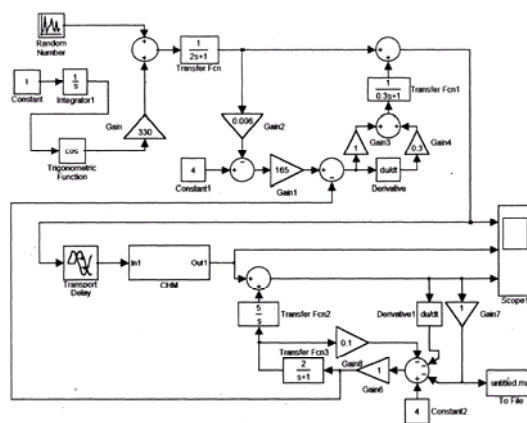 Random
Number
1
Constant
1
s
Integrator1
cos
Trigonometric
Function
Gain
330
1
2s+1
Transfer Fcn
0.006
Gain2
4
Constant1
165
Gain1
1
0.3s+1
Transfer Fcn1
1
Gain3
Gain4
0.3
du/dt
Derivative
Transport
Delay
In1
Out1
CHM
Scope1
5
s
Transfer Fcn2
Derivative1
du/dt
1
Gain7
0.1
Gain8
Transfer Fcn3
2
s+1
1
Gain6
4
Constant2
untitled.ma
To File